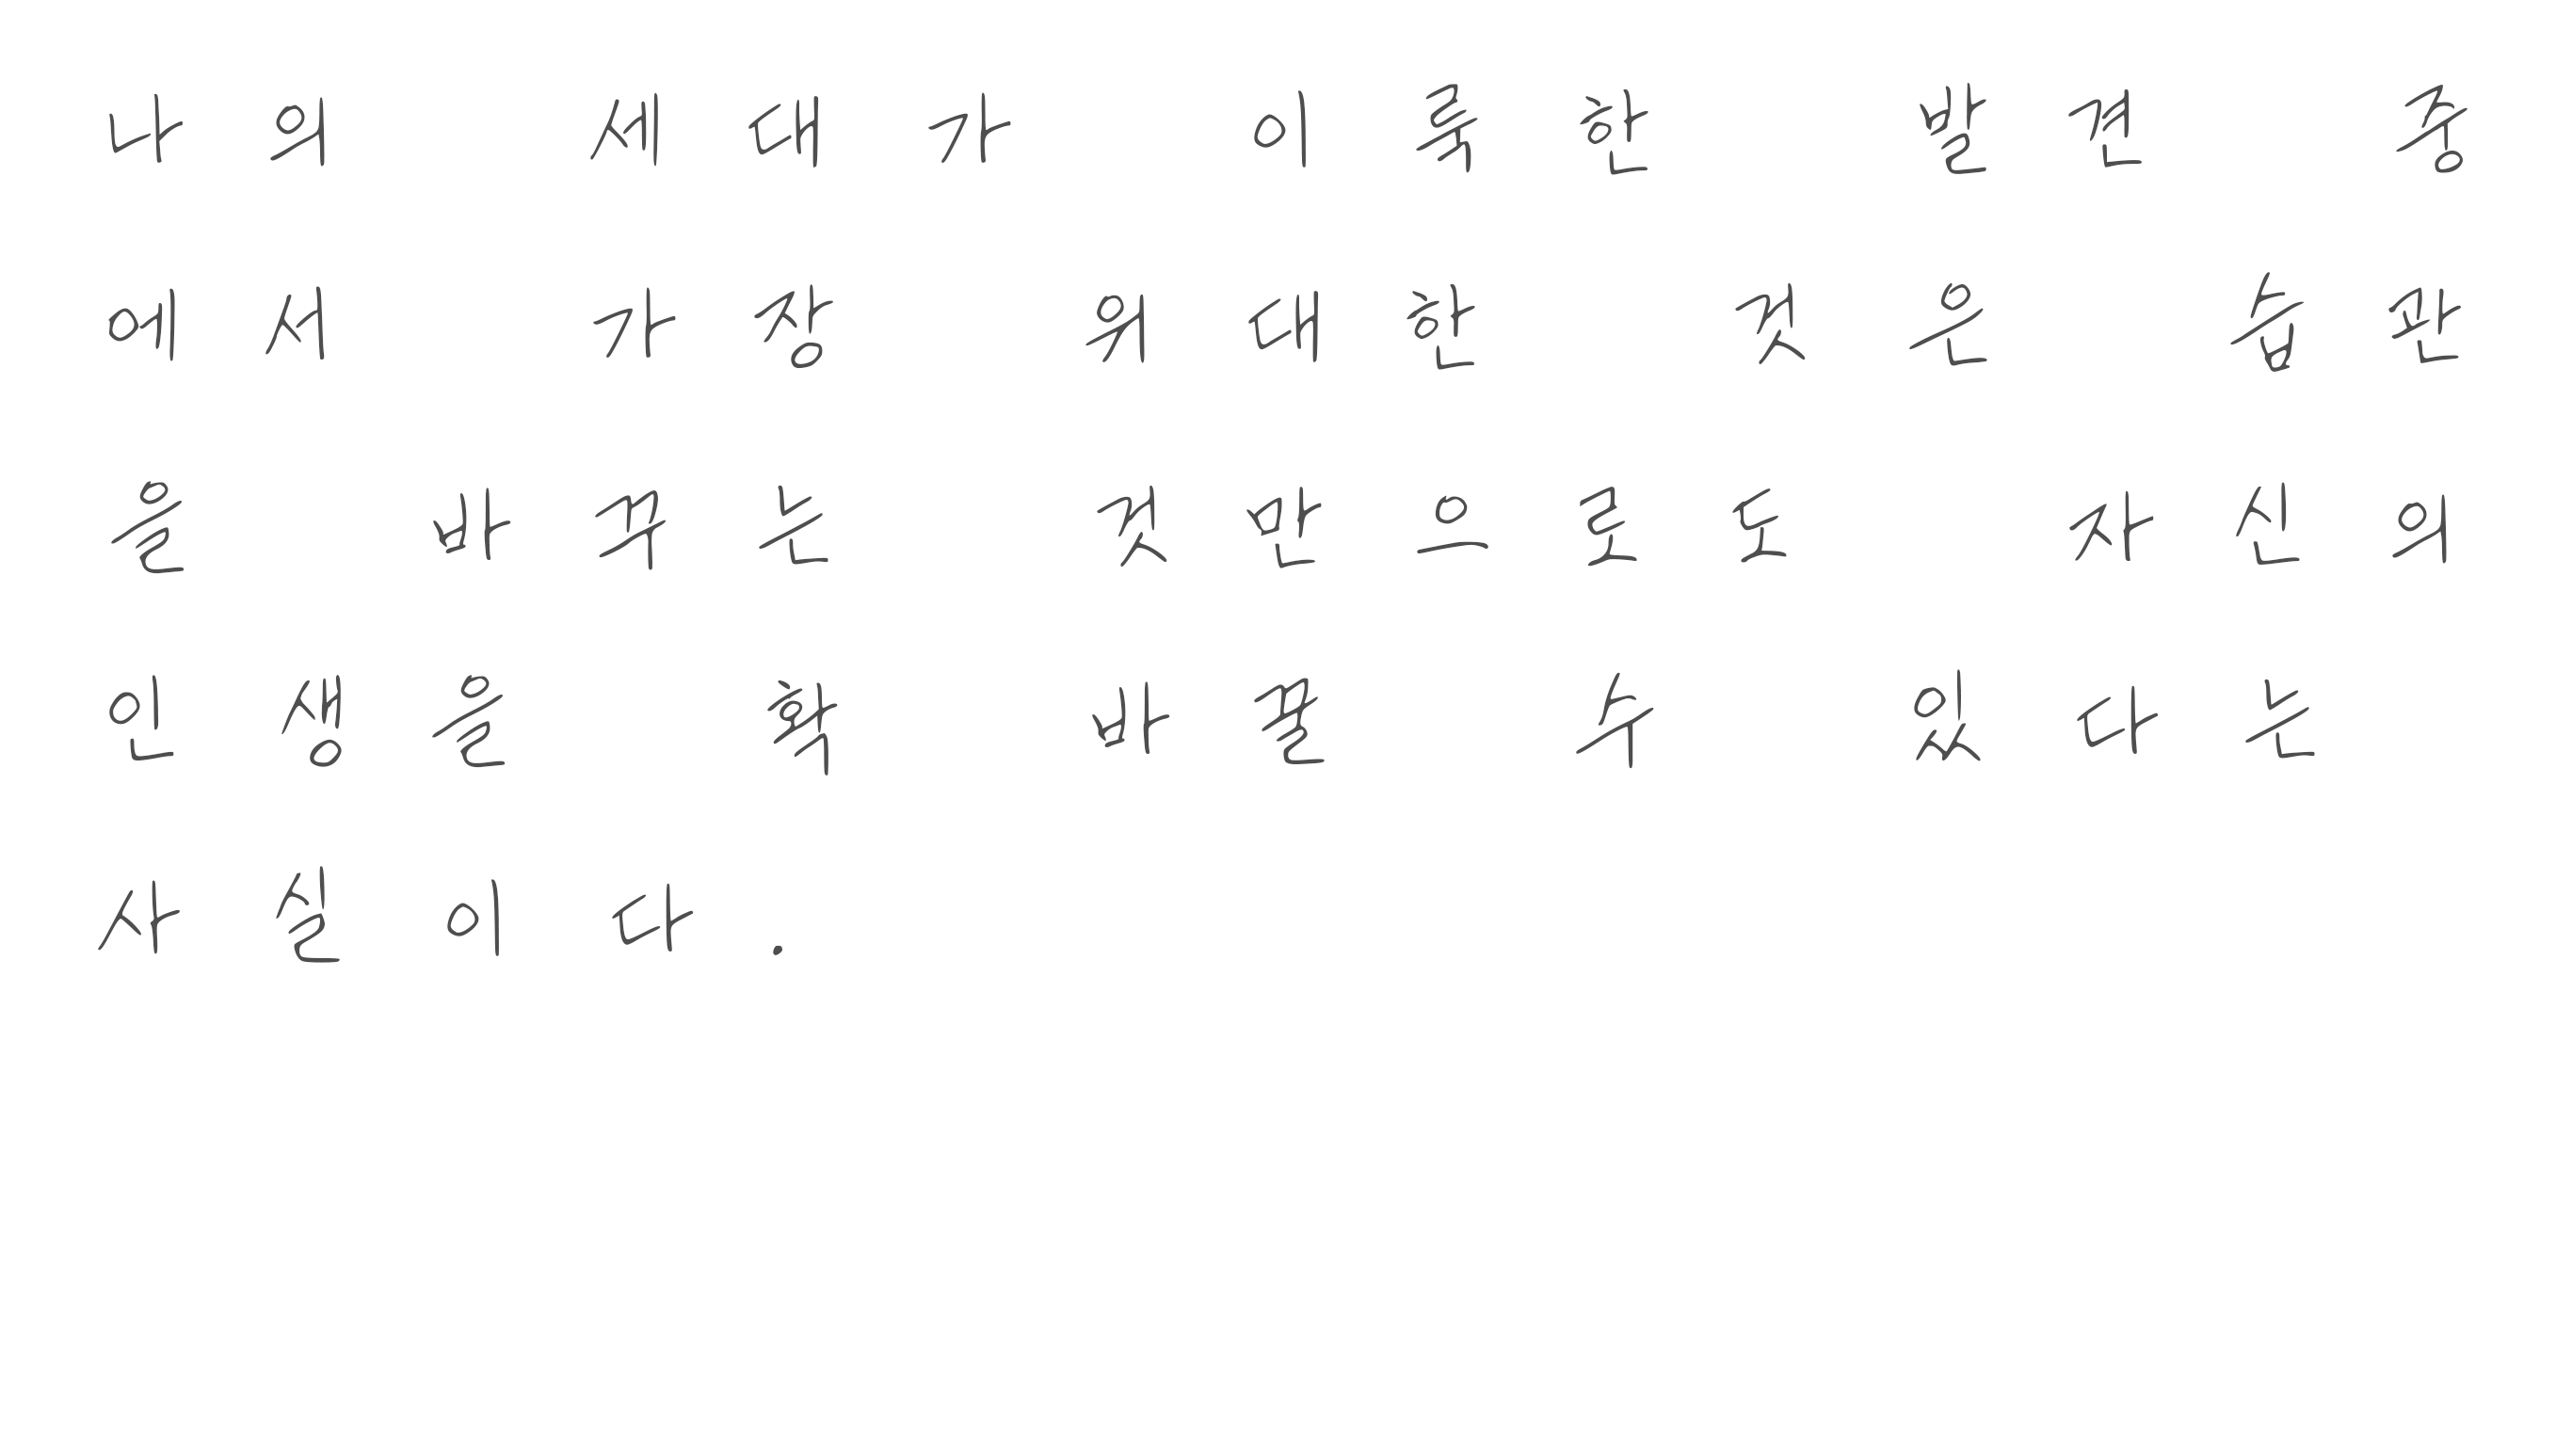 나의 세대가 이룩한 발견 중
에서 가장 위대한 것은 습관
을 바꾸는 것만으로도 자신의
인생을 확 바꿀 수 있다는
사실이다.